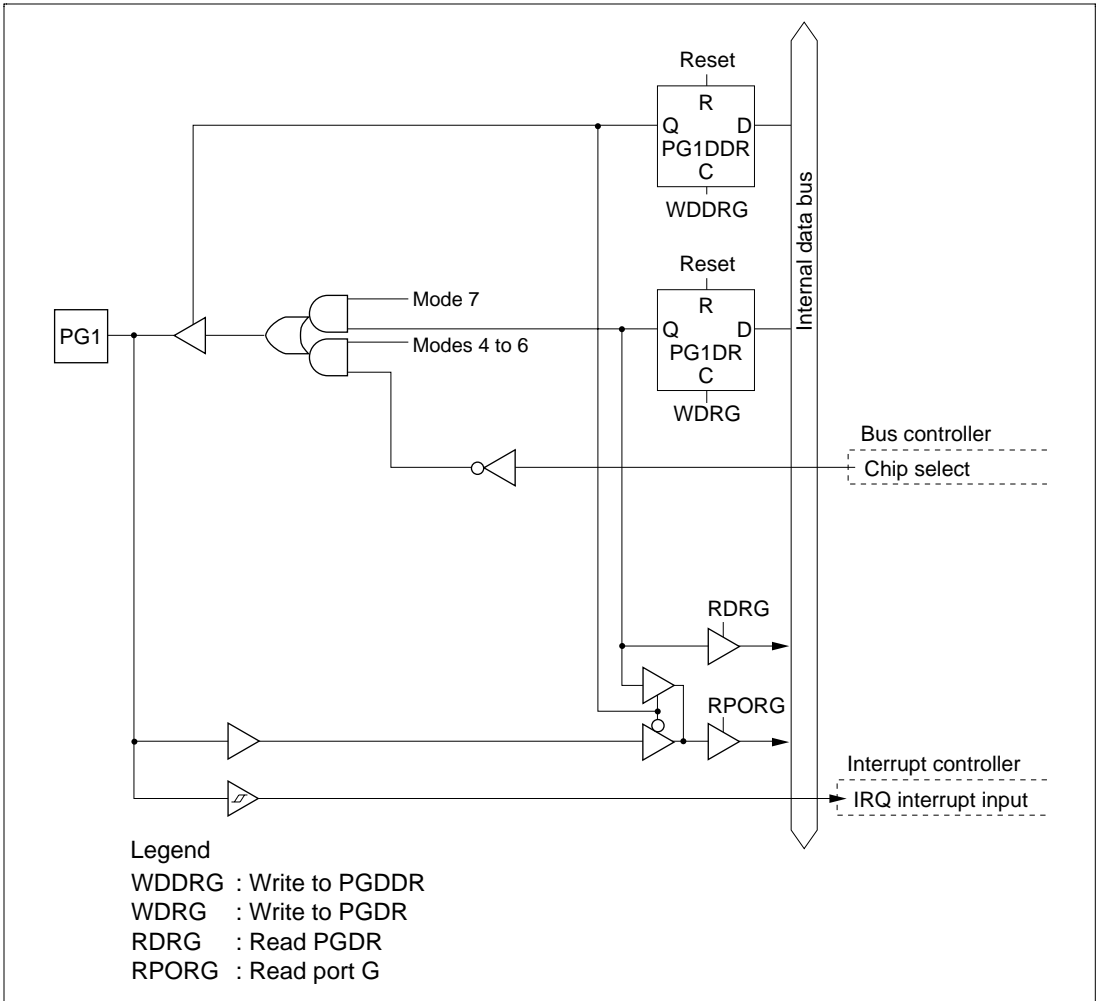 Reset
R
Q D
PG1DDR
C
WDDRG
Internal data bus
Reset
R
Q D
PG1DR
C
WDRG
Mode 7
PG1
Modes 4 to 6
Bus controller
Chip select
RDRG
RPORG
Interrupt controller
IRQ interrupt input
Legend
WDDRG : Write to PGDDR
WDRG : Write to PGDR
RDRG : Read PGDR
RPORG : Read port G